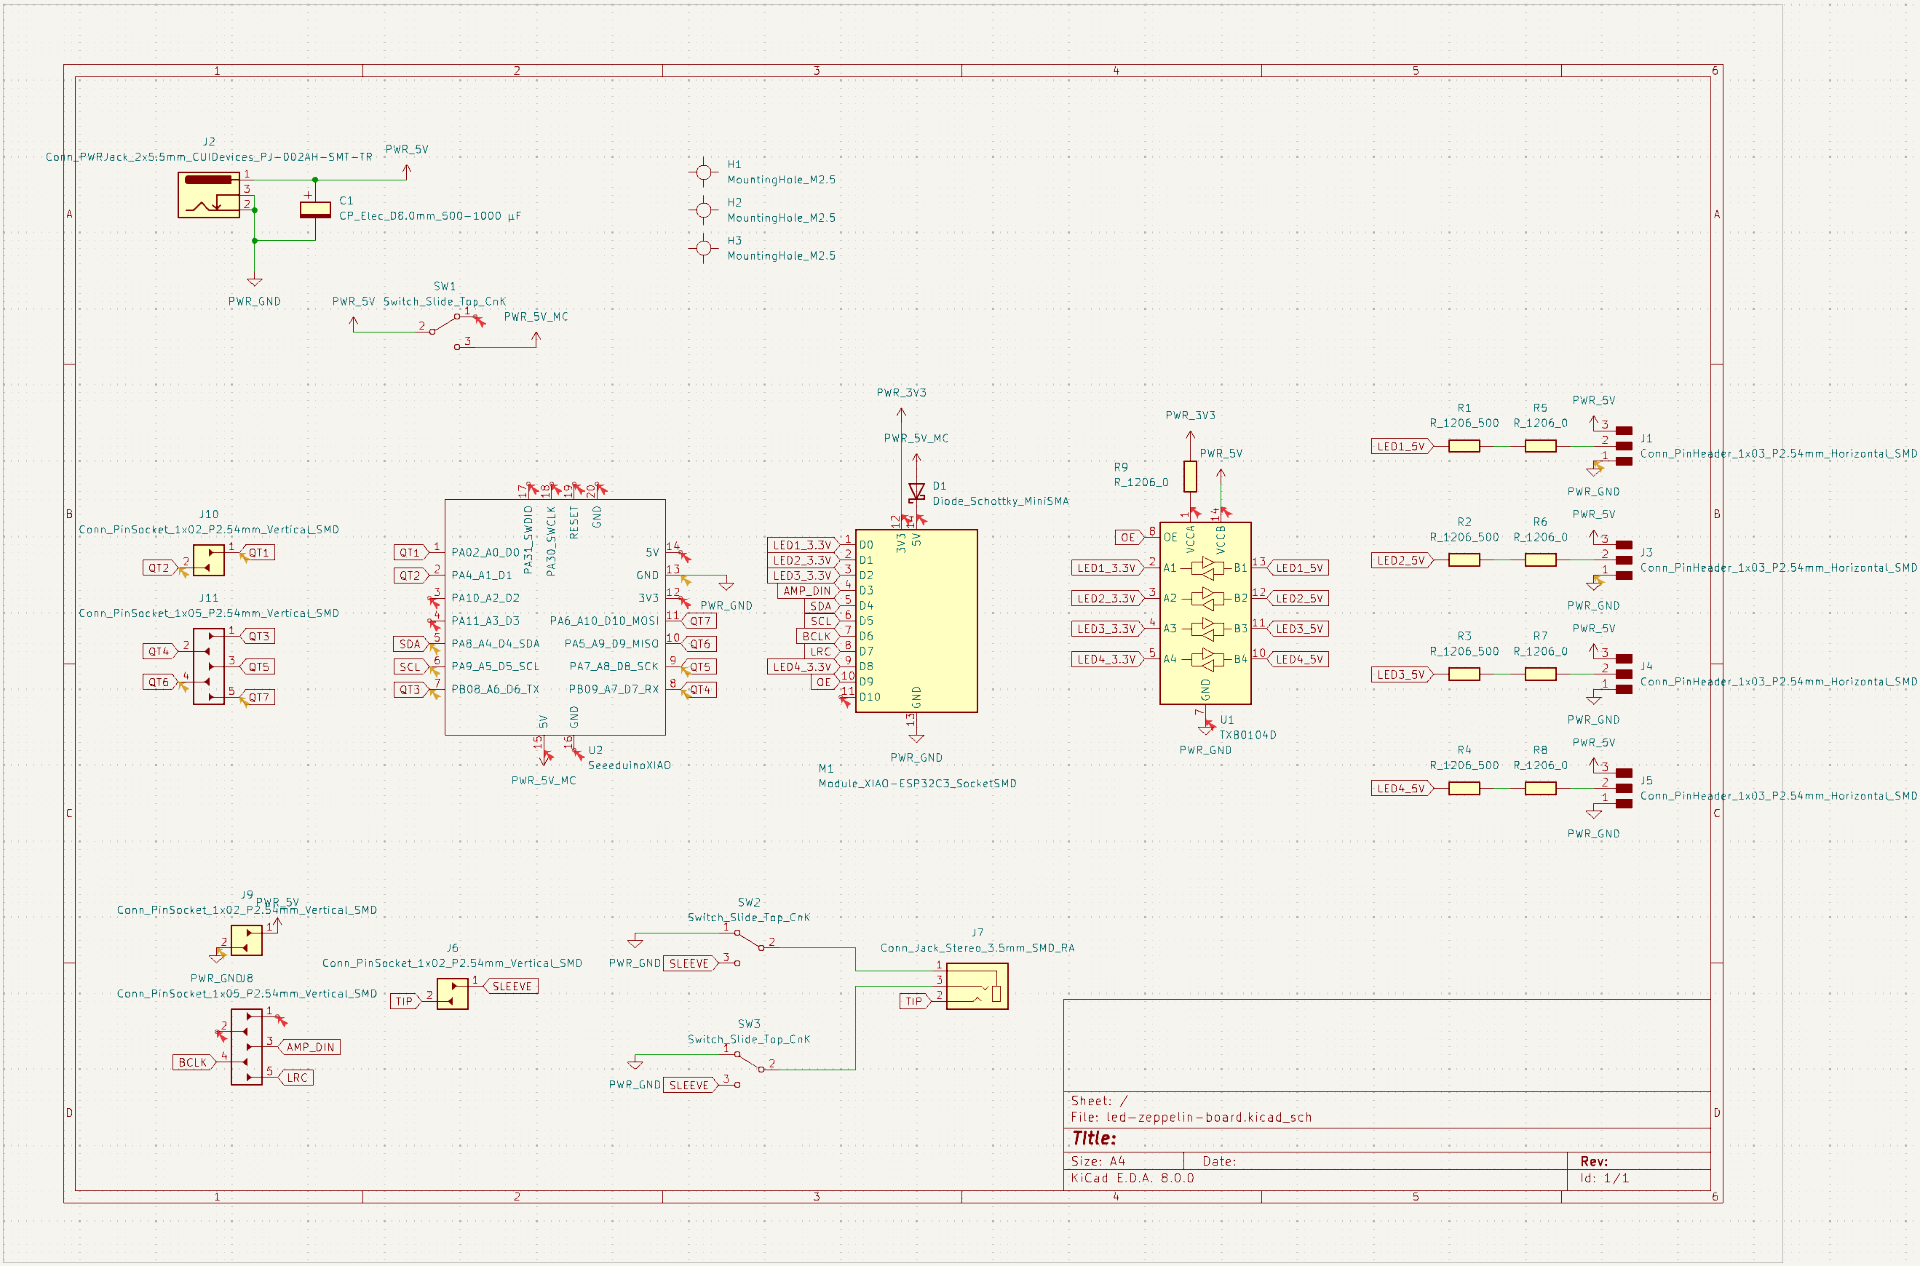 1 2 3 4 5 6
A
B
C
D
J2
Conn_PWRJack_2x5.5mm_CUIDevices_PJ-002AH-SMT-TR
PWR_5V
1
3
2
+
C1
CP_Elec_D8.0mm_500-1000 µF
PWR_GND
H1
MountingHole_M2.5
H2
MountingHole_M2.5
H3
MountingHole_M2.5
SW1
PWR_5V Switch_Slide_Top_CnK
1
2
3
PWR_5V_MC
J10
Conn_PinSocket_1x02_P2.54mm_Vertical_SMD
1 QT1
QT2 2
J11
Conn_PinSocket_1x05_P2.54mm_Vertical_SMD
1 QT3
QT4 2
3 QT5
QT6 4
5 QT7
17 18 19 20
PA31_SWDIO
PA30_SWCLK
RESET
GND
QT1 1 PA02_A0_D0
QT2 2 PA4_A1_D1
3 PA10_A2_D2
4 PA11_A3_D3
SDA 5 PA8_A4_D4_SDA
SCL 6 PA9_A5_D5_SCL
QT3 7 PB08_A6_D6_TX
5V 14
GND 13
PWR_GND
3V3 12
PA6_A10_D10_MOSI 11 QT7
PA5_A9_D9_MISO 10 QT6
PA7_A8_D8_SCK 9 QT5
PB09_A7_D7_RX 8 QT4
5V
GND
15 16
U2
SeeeduinoXIAO
PWR_5V_MC
PWR_3V3
PWR_5V_MC
D1
Diode_Schottky_MiniSMA
12
3V3
5V
LED1_3.3V 1 D0
LED2_3.3V 2 D1
LED3_3.3V 3 D2
AMP_DIN 4 D3
SDA 5 D4
SCL 6 D5
BCLK 7 D6
LRC 8 D7
LED4_3.3V 9 D8
OE 10 D9
11 D10
GND
13
PWR_GND
M1
Module_XIAO-ESP32C3_SocketSMD
PWR_3V3
R9
R_1206_0
PWR_5V
1 14
VCCA
VCCB
OE 8 OE
LED1_3.3V 2 A1 B1 13 LED1_5V
LED2_3.3V 3 A2 B2 12 LED2_5V
LED3_3.3V 4 A3 B3 11 LED3_5V
LED4_3.3V 5 A4 B4 10 LED4_5V
GND
7
U1
TXB0104D
PWR_GND
R1
R_1206_500
R5
R_1206_0
PWR_5V
LED1_5V
3
2
1
J1
Conn_PinHeader_1x03_P2.54mm_Horizontal_SMD
PWR_GND
R2
R_1206_500
R6
R_1206_0
PWR_5V
LED2_5V
3
2
1
J3
Conn_PinHeader_1x03_P2.54mm_Horizontal_SMD
PWR_GND
R3
R_1206_500
R7
R_1206_0
PWR_5V
LED3_5V
3
2
1
J4
Conn_PinHeader_1x03_P2.54mm_Horizontal_SMD
PWR_GND
R4
R_1206_500
R8
R_1206_0
PWR_5V
LED4_5V
3
2
1
J5
Conn_PinHeader_1x03_P2.54mm_Horizontal_SMD
PWR_GND
J9
PWR_5V
Conn_PinSocket_1x02_P2.54mm_Vertical_SMD
1
2
PWR_GND
J8
Conn_PinSocket_1x05_P2.54mm_Vertical_SMD
1
2
3 AMP_DIN
BCLK 4
5 LRC
J6
Conn_PinSocket_1x02_P2.54mm_Vertical_SMD
1 SLEEVE
TIP 2
SW2
Switch_Slide_Top_CnK
1
2
PWR_GND
SLEEVE 3
SW3
Switch_Slide_Top_CnK
1
2
PWR_GND
SLEEVE 3
J7
Conn_Jack_Stereo_3.5mm_SMD_RA
1
3
TIP 2
Sheet: /
File: led-zeppelin-board.kicad_sch
Title:
Size: A4
Date:
Rev:
KiCad E.D.A. 8.0.0
Id: 1/1
1 2 3 4 5 6
A
B
C
D